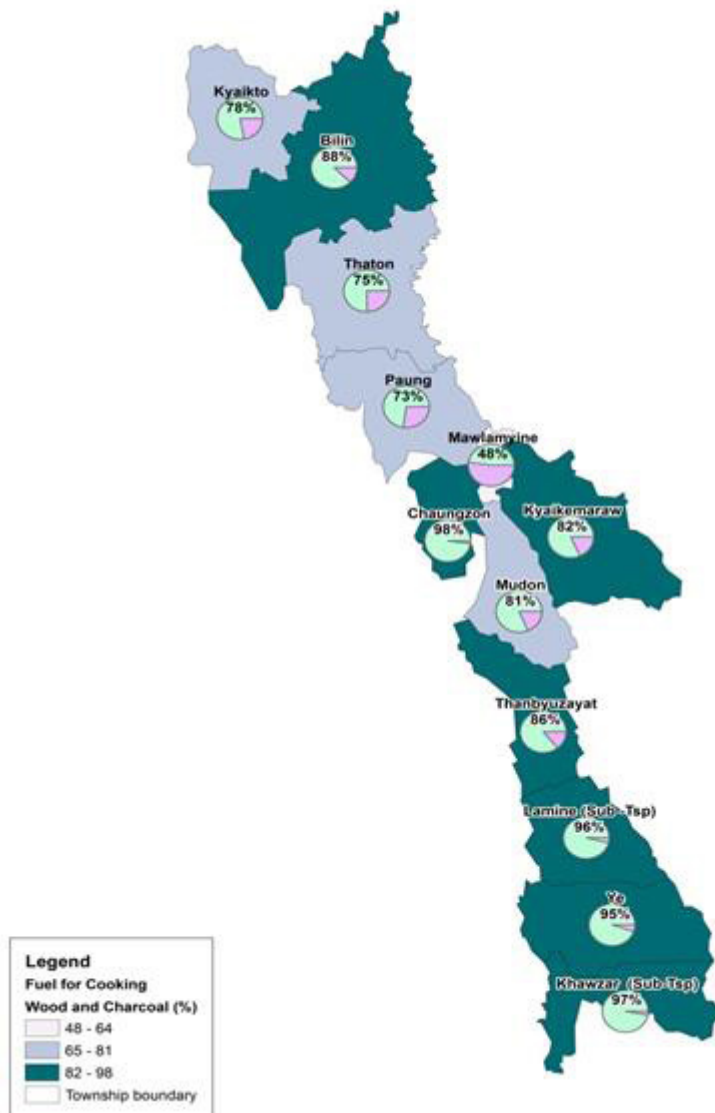 Kyaikto
78%
Bilin
88%
Thaton
75%
Paung
73%
Mawlamyine
48%
Chaungzon
98%
Kyaikemaraw
82%
Mudon
81%
Thanbyuzayat
86%
Lamine (Sub-Tsp)
96%
Ye
95%
Khawzar (Sub-Tsp)
97%
Legend
Fuel for Cooking
Wood and Charcoal (%)
48 - 64
65 - 81
82 - 98
Township boundary